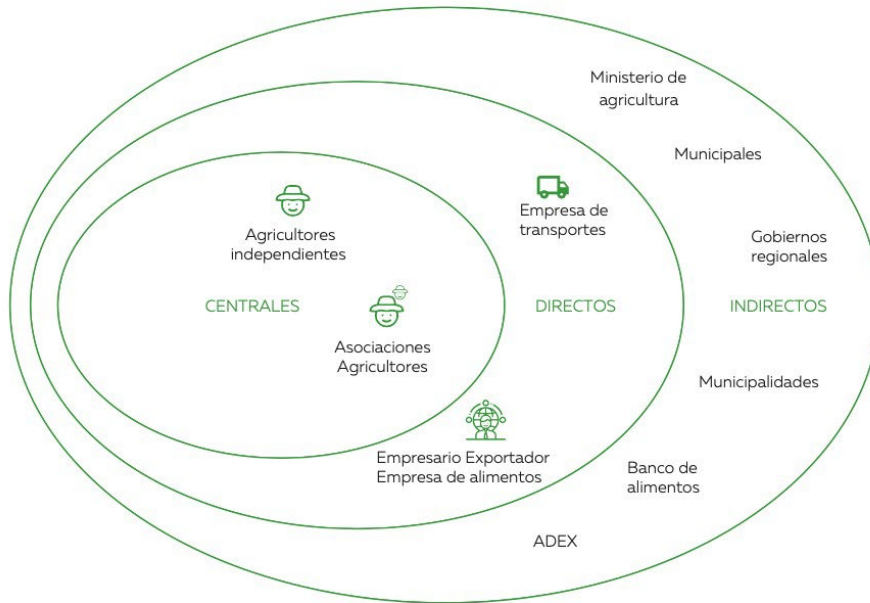 Ministerio de
agricultura
Municipales
Empresa de
transportes
Agricultores
independientes
Gobiernos
regionales
CENTRALES
DIRECTOS
INDIRECTOS
Asociaciones
Agricultores
Municipalidades
Empresario Exportador
Empresa de alimentos
Banco de
alimentos
ADEX